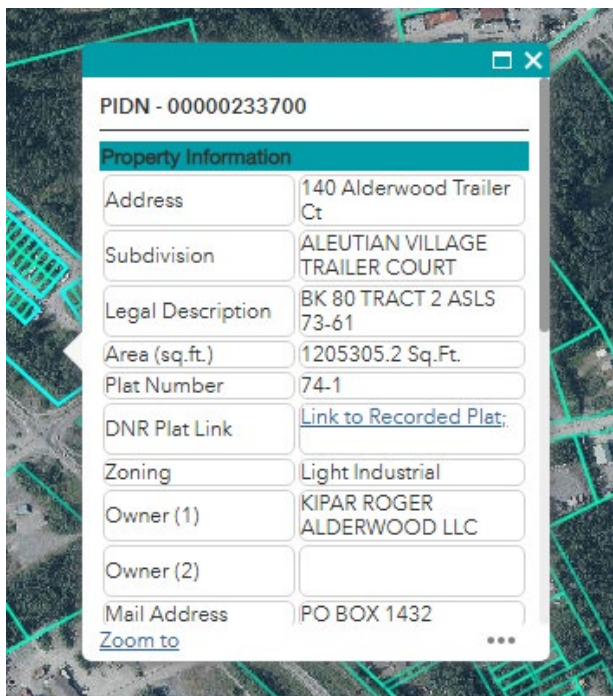 PIDN - 00000233700
Property Information
Address
140 Alderwood Trailer
Ct
Subdivision
ALEUTIAN VILLAGE
TRAILER COURT
Legal Description
BK 80 TRACT 2 ASLS
73-61
Area (sq.ft.)
1205305.2 Sq.Ft.
Plat Number
74-1
DNR Plat Link
Link to Recorded Plat;
Zoning
Light Industrial
Owner (1)
KIPAR ROGER
ALDERWOOD LLC
Owner (2)
Mail Address
PO BOX 1432
Zoom to